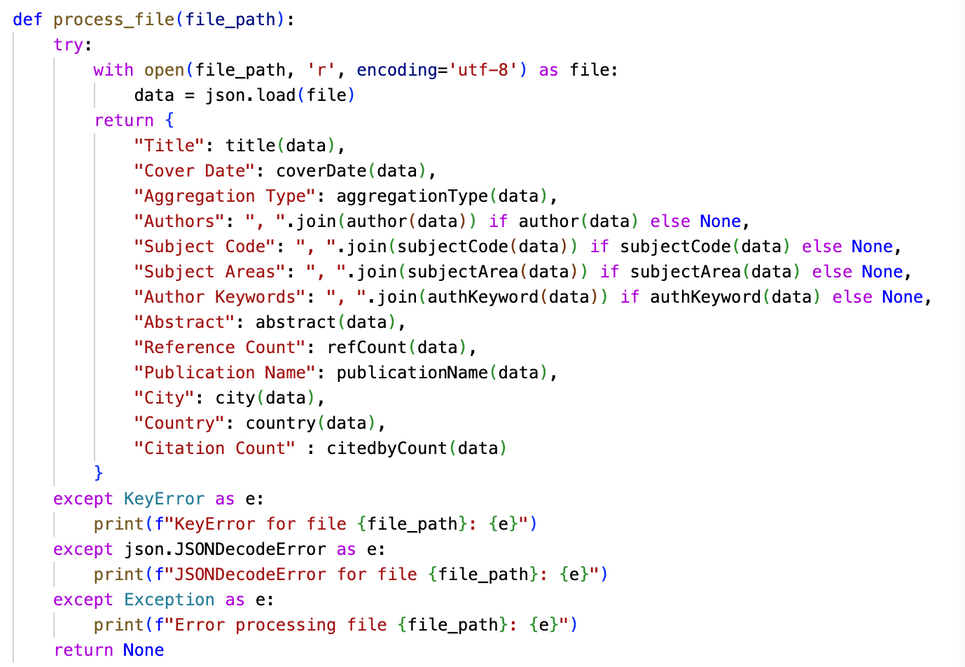 def process_file(file_path):
    try:
        with open(file_path, 'r', encoding='utf-8') as file:
            data = json.load(file)
        return {
            "Title": title(data),
            "Cover Date": coverDate(data),
            "Aggregation Type": aggregationType(data),
            "Authors": ", ".join(author(data)) if author(data) else None,
            "Subject Code": ", ".join(subjectCode(data)) if subjectCode(data) else None,
            "Subject Areas": ", ".join(subjectArea(data)) if subjectArea(data) else None,
            "Author Keywords": ", ".join(authKeyword(data)) if authKeyword(data) else None,
            "Abstract": abstract(data),
            "Reference Count": refCount(data),
            "Publication Name": publicationName(data),
            "City": city(data),
            "Country": country(data),
            "Citation Count" : citedbyCount(data)
        }
    except KeyError as e:
        print(f"KeyError for file {file_path}: {e}")
    except json.JSONDecodeError as e:
        print(f"JSONDecodeError for file {file_path}: {e}")
    except Exception as e:
        print(f"Error processing file {file_path}: {e}")
    return None